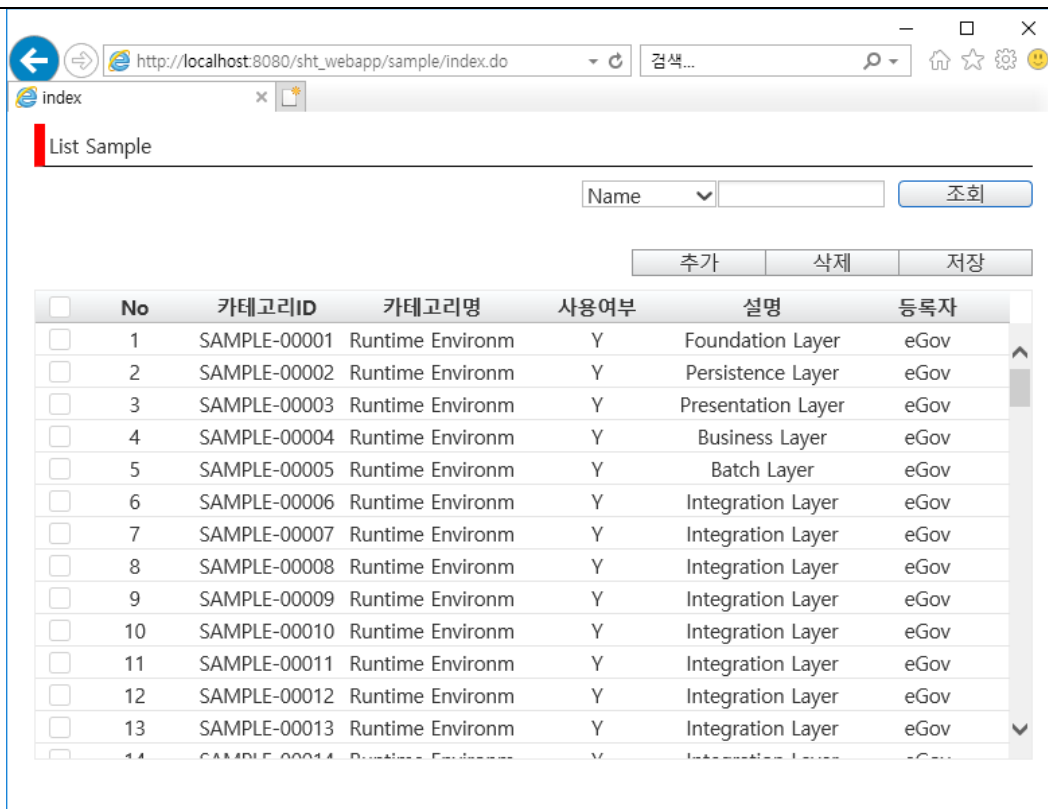 http://localhost:8080/sht_webapp/sample/index.do 검색...
index
List Sample
Name 조회
추가 삭제 저장
No 카테고리ID 카테고리명 사용여부 설명 등록자
1 SAMPLE-00001 Runtime Environm Y Foundation Layer eGov
2 SAMPLE-00002 Runtime Environm Y Persistence Layer eGov
3 SAMPLE-00003 Runtime Environm Y Presentation Layer eGov
4 SAMPLE-00004 Runtime Environm Y Business Layer eGov
5 SAMPLE-00005 Runtime Environm Y Batch Layer eGov
6 SAMPLE-00006 Runtime Environm Y Integration Layer eGov
7 SAMPLE-00007 Runtime Environm Y Integration Layer eGov
8 SAMPLE-00008 Runtime Environm Y Integration Layer eGov
9 SAMPLE-00009 Runtime Environm Y Integration Layer eGov
10 SAMPLE-00010 Runtime Environm Y Integration Layer eGov
11 SAMPLE-00011 Runtime Environm Y Integration Layer eGov
12 SAMPLE-00012 Runtime Environm Y Integration Layer eGov
13 SAMPLE-00013 Runtime Environm Y Integration Layer eGov